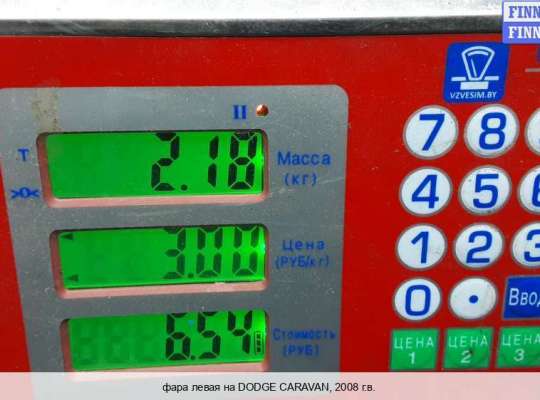 FINN
FINN
VZVESIM.BY
II
T
2.18
Масса
(кг)
>0<
3.00
Цена
(РУБ/кг)
6.54
Стоимость
(РУБ)
7 8
4 5 6
1 2 3
0 .
Ввод
ЦЕНА ЦЕНА ЦЕНА
1 2 3
фара левая на DODGE CARAVAN, 2008 г.в.